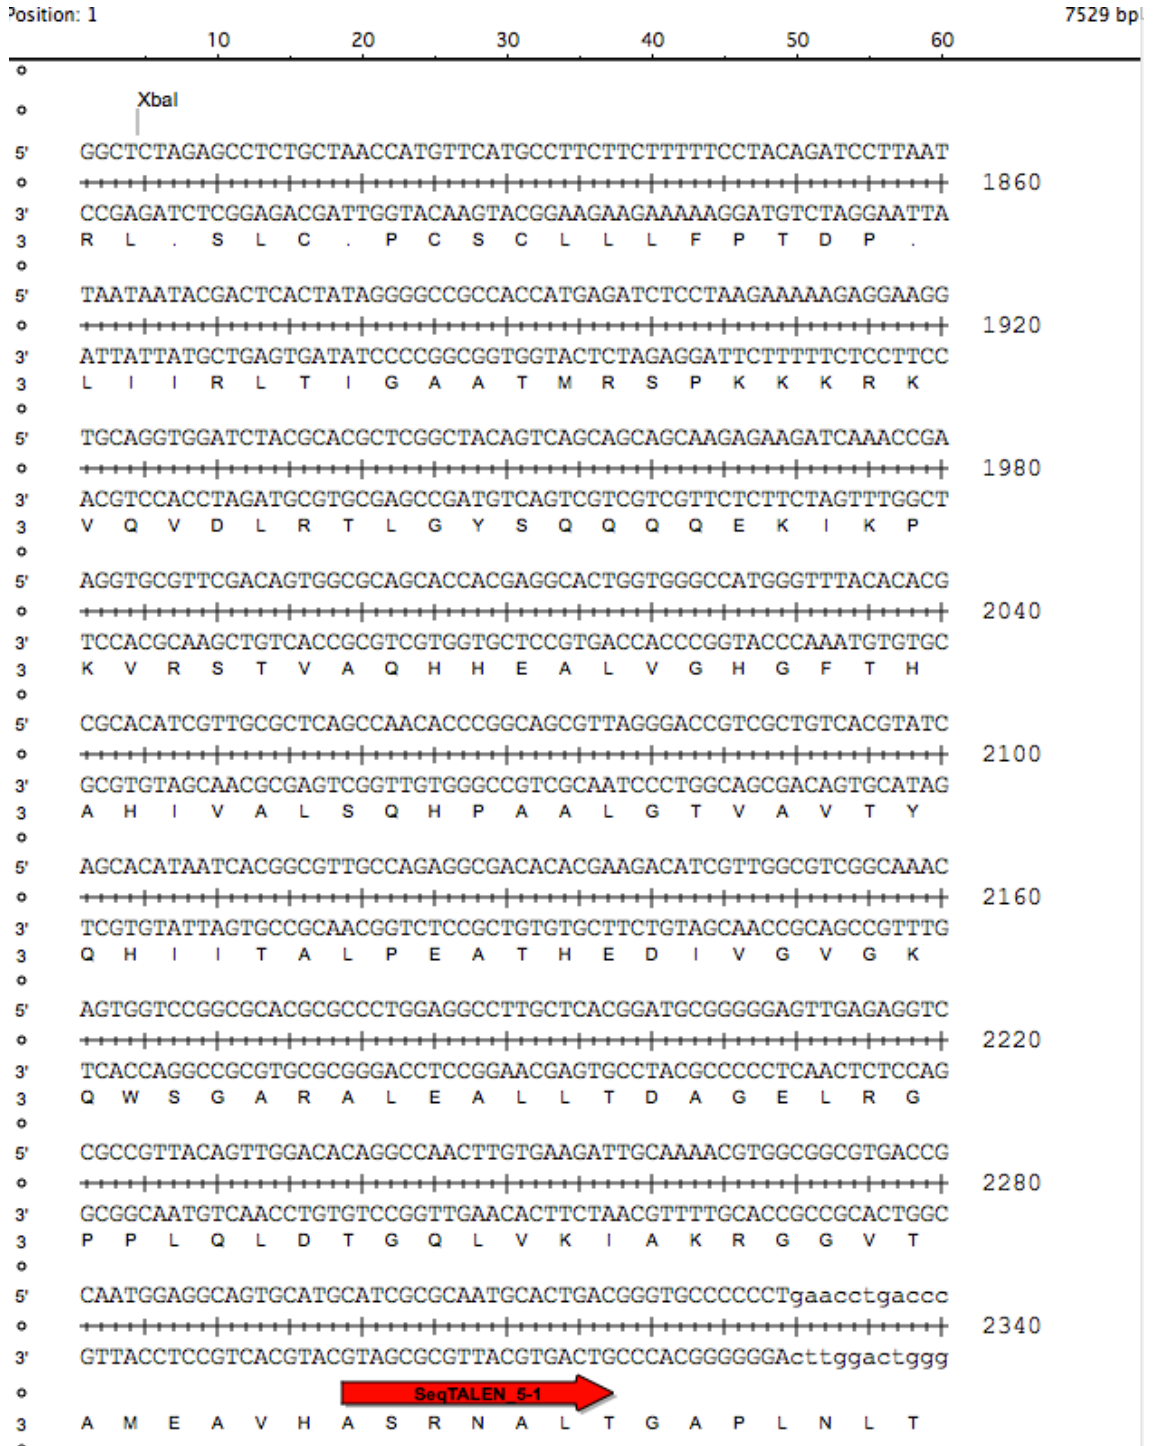 Position: 1 7529 bp
10 20 30 40 50 60
XbaI
5' GGCTCTAGAGCCTCTGCTAACCATGTTCATGCCTTCTTCTTTTTCCTACAGATCCTTAAT
1860
3' CCGAGATCTCGGAGACGATTGGTACAAGTACGGAAGAAGAAAAAGGATGTCTAGGAATTA
3 R L . S L C . P C S C L L L F P T D P .
5' TAATAATACGACTCACTATAGGGGCCGCCACCATGAGATCTCCTAAGAAAAAGAGGAAGG
1920
3' ATTATTATGCTGAGTGATATCCCCGGCGGTGGTACTCTAGAGGATTCTTTTTCTCCTTCC
3 L I I R L T I G A A T M R S P K K K R K
5' TGCAGGTGGATCTACGCACGCTCGGCTACAGTCAGCAGCAGCAAGAGAAGATCAAACCGA
1980
3' ACGTCCACCTAGATGCGTGCGAGCCGATGTCAGTCGTCGTCGTTCTCTTCTAGTTTGGCT
3 V Q V D L R T L G Y S Q Q Q Q E K I K P
5' AGGTGCGTTCGACAGTGGCGCAGCACCACGAGGCACTGGTGGGCCATGGGTTTACACACG
2040
3' TCCACGCAAGCTGTCACCGCGTCGTGGTGCTCCGTGACCACCCGGTACCCAAATGTGTGC
3 K V R S T V A Q H H E A L V G H G F T H
5' CGCACATCGTTGCGCTCAGCCAACACCCGGCAGCGTTAGGGACCGTCGCTGTCACGTATC
2100
3' GCGTGTAGCAACGCGAGTCGGTTGTGGGCCGTCGCAATCCCTGGCAGCGACAGTGCATAG
3 A H I V A L S Q H P A A L G T V A V T Y
5' AGCACATAATCACGGCGTTGCCAGAGGCGACACACGAAGACATCGTTGGCGTCGGCAAAC
2160
3' TCGTGTATTAGTGCCGCAACGGTCTCCGCTGTGTGCTTCTGTAGCAACCGCAGCCGTTTG
3 Q H I I T A L P E A T H E D I V G V G K
5' AGTGGTCCGGCGCACGCGCCCTGGAGGCCTTGCTCACGGATGCGGGGGAGTTGAGAGGTC
2220
3' TCACCAGGCCGCGTGCGCGGGACCTCCGGAACGAGTGCCTACGCCCCCTCAACTCTCCAG
3 Q W S G A R A L E A L L T D A G E L R G
5' CGCCGTTACAGTTGGACACAGGCCAACTTGTGAAGATTGCAAAACGTGGCGGCGTGACCG
2280
3' GCGGCAATGTCAACCTGTGTCCGGTTGAACACTTCTAACGTTTTGCACCGCCGCACTGGC
3 P P L Q L D T G Q L V K I A K R G G V T
5' CAATGGAGGCAGTGCATGCATCGCGCAATGCACTGACGGGTGCCCCCCTgaacctgaccc
2340
3' GTTACCTCCGTCACGTACGTAGCGCGTTACGTGACTGCCCACGGGGGGActtggactggg
SeqTALEN_5-1
3 A M E A V H A S R N A L T G A P L N L T